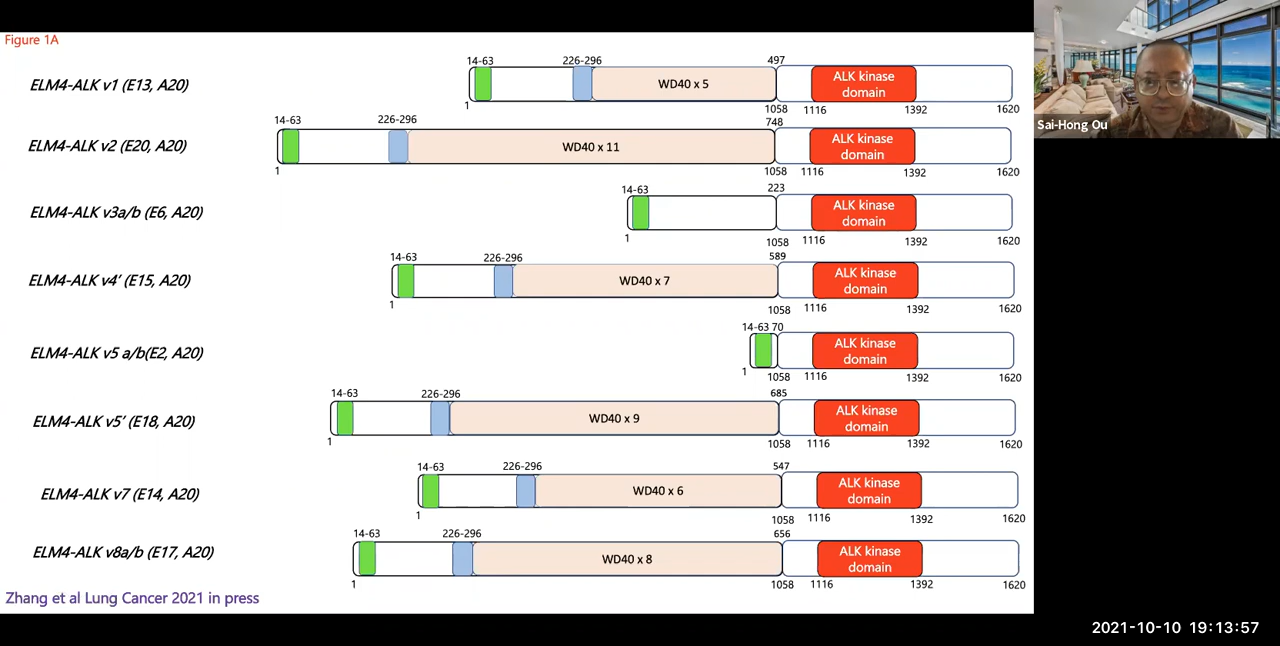 Figure 1A
ELM4-ALK v1 (E13, A20)
14-63 226-296 497
WD40 x 5
ALK kinase
domain
1 1058 1116 1392 1620
ELM4-ALK v2 (E20, A20)
14-63 226-296 748
WD40 x 11
ALK kinase
domain
1 1058 1116 1392 1620
ELM4-ALK v3a/b (E6, A20)
14-63 223
ALK kinase
domain
1 1058 1116 1392 1620
ELM4-ALK v4’ (E15, A20)
14-63 226-296 589
WD40 x 7
ALK kinase
domain
1 1058 1116 1392 1620
ELM4-ALK v5 a/b(E2, A20)
14-63 70
ALK kinase
domain
1 1058 1116 1392 1620
ELM4-ALK v5’ (E18, A20)
14-63 226-296 685
WD40 x 9
ALK kinase
domain
1 1058 1116 1392 1620
ELM4-ALK v7 (E14, A20)
14-63 226-296 547
WD40 x 6
ALK kinase
domain
1 1058 1116 1392 1620
ELM4-ALK v8a/b (E17, A20)
14-63 226-296 656
WD40 x 8
ALK kinase
domain
1 1058 1116 1392 1620
Zhang et al Lung Cancer 2021 in press
Sai-Hong Ou
2021-10-10 19:13:57